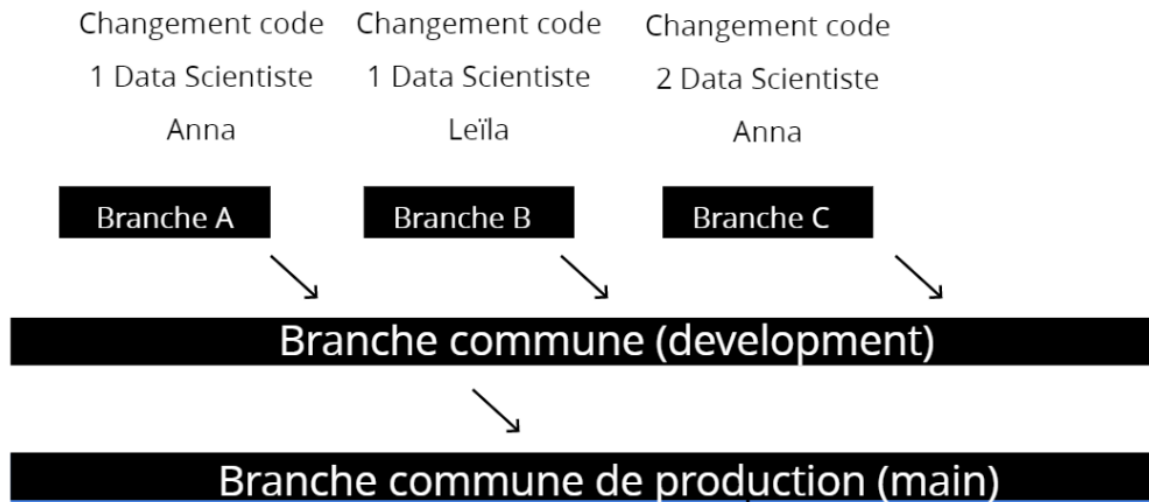 Changement code
1 Data Scientiste
Anna
Changement code
1 Data Scientiste
Leïla
Changement code
2 Data Scientiste
Anna
Branche A
Branche B
Branche C
Branche commune (development)
Branche commune de production (main)